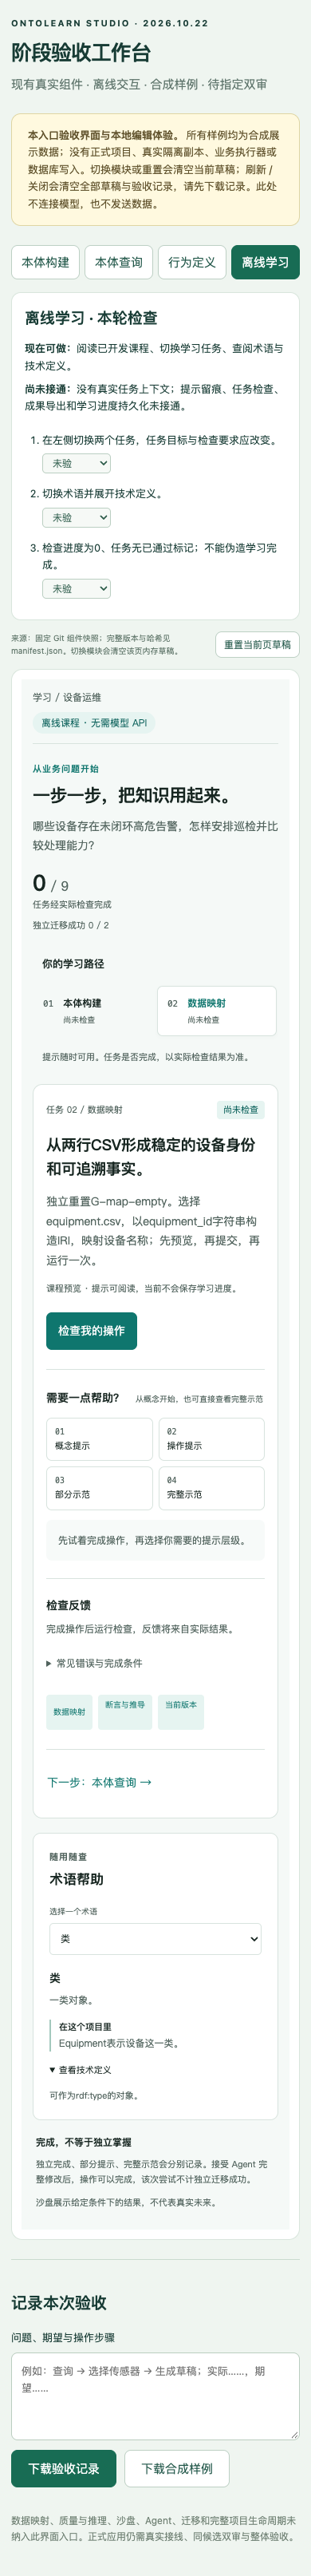 ONTOLEARN STUDIO · 2026.10.22
阶段验收工作台
现有真实组件 · 离线交互 · 合成样例 · 待指定双审
本入口验收界面与本地编辑体验。所有样例均为合成展
示数据；没有正式项目、真实隔离副本、业务执行器或
数据库写入。切换模块或重置会清空当前草稿；刷新 /
关闭会清空全部草稿与验收记录，请先下载记录。此处
不连接模型，也不发送数据。
本体构建
本体查询
行为定义
离线学习
离线学习 · 本轮检查
现在可做：阅读已开发课程、切换学习任务、查阅术语与
技术定义。
尚未接通：没有真实任务上下文；提示留痕、任务检查、
成果导出和学习进度持久化未接通。
1. 在左侧切换两个任务，任务目标与检查要求应改变。
未验
2. 切换术语并展开技术定义。
未验
3. 检查进度为0、任务无已通过标记；不能伪造学习完
成。
未验
来源：固定 Git 组件快照；完整版本与哈希见
manifest.json。切换模块会清空该页内存草稿。
重置当前页草稿
学习 / 设备运维
离线课程 · 无需模型 API
从业务问题开始
一步一步，把知识用起来。
哪些设备存在未闭环高危告警，怎样安排巡检并比
较处理能力？
0 / 9
任务经实际检查完成
独立迁移成功 0 / 2
你的学习路径
01 本体构建
尚未检查
02 数据映射
尚未检查
提示随时可用。任务是否完成，以实际检查结果为准。
任务 02 / 数据映射
尚未检查
从两行CSV形成稳定的设备身份
和可追溯事实。
独立重置G-map-empty。选择
equipment.csv，以equipment_id字符串构
造IRI，映射设备名称；先预览，再提交，再
运行一次。
课程预览 · 提示可阅读，当前不会保存学习进度。
检查我的操作
需要一点帮助?
从概念开始，也可直接查看完整示范
01
概念提示
02
操作提示
03
部分示范
04
完整示范
先试着完成操作，再选择你需要的提示层级。
检查反馈
完成操作后运行检查，反馈将来自实际结果。
常见错误与完成条件
数据映射
断言与推导
当前版本
下一步：本体查询 →
随用随查
术语帮助
选择一个术语
类
类
一类对象。
在这个项目里
Equipment表示设备这一类。
查看技术定义
可作为rdf:type的对象。
完成，不等于独立掌握
独立完成、部分提示、完整示范会分别记录。接受 Agent 完
整修改后，操作可以完成，该次尝试不计独立迁移成功。
沙盘展示给定条件下的结果，不代表真实未来。
记录本次验收
问题、期望与操作步骤
例如：查询 → 选择传感器 → 生成草稿；实际……，期
望……
下载验收记录
下载合成样例
数据映射、质量与推理、沙盘、Agent、迁移和完整项目生命周期未
纳入此界面入口。正式应用仍需真实接线、同候选双审与整体验收。